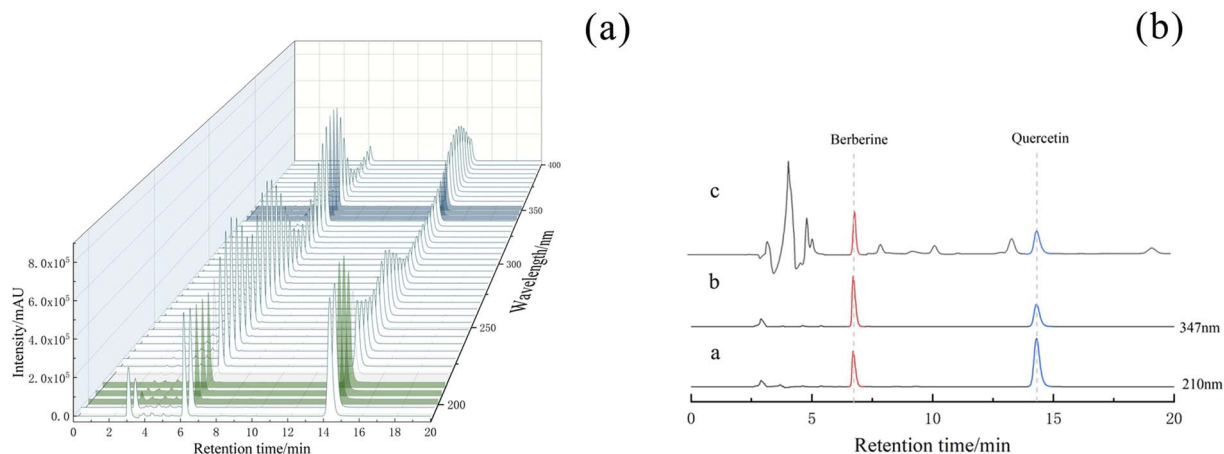 (a)
(b)
400
350
300
250
200
Wavelength/nm
8.0x10⁵
6.0x10⁵
4.0x10⁵
2.0x10⁵
0.0
Intensity/mAU
0 2 4 6 8 10 12 14 16 18 20
Retention time/min
Berberine Quercetin
c
b
347nm
a
210nm
0 5 10 15 20
Retention time/min